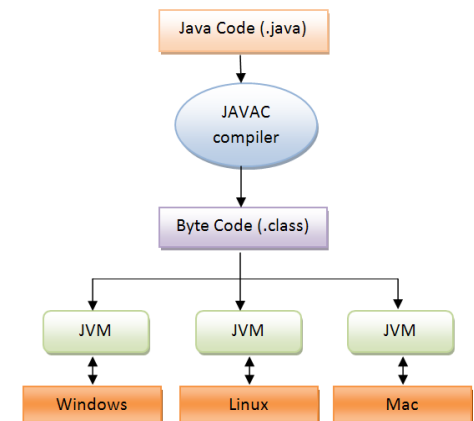 Java Code (.java)
JAVAC
compiler
Byte Code (.class)
JVM
JVM
JVM
Windows
Linux
Mac